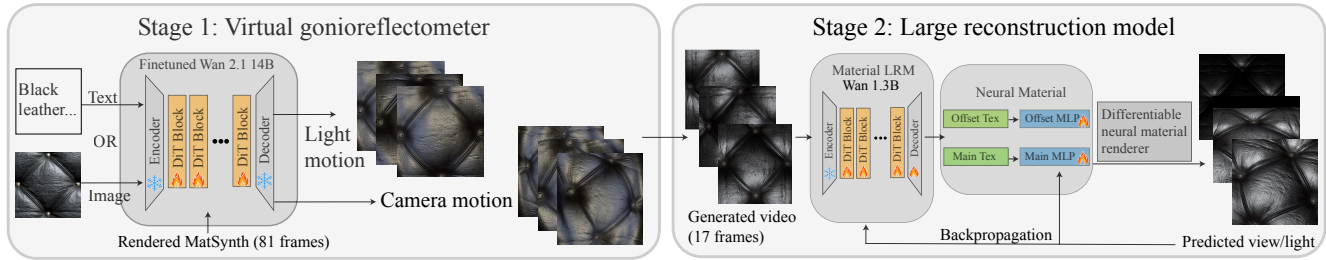 Stage 1: Virtual gonioreflectometer
Finetuned Wan 2.1 14B
Black
leather...
Text
OR
Image
Encoder
DiT Block
DiT Block
DiT Block
Decoder
Light
motion
Camera motion
Rendered MatSynth (81 frames)
Stage 2: Large reconstruction model
Generated video
(17 frames)
Material LRM
Wan 1.3B
Encoder
DiT Block
DiT Block
DiT Block
Decoder
Neural Material
Offset Tex
Offset MLP
Main Tex
Main MLP
Differentiable
neural material
renderer
Backpropagation
Predicted view/light